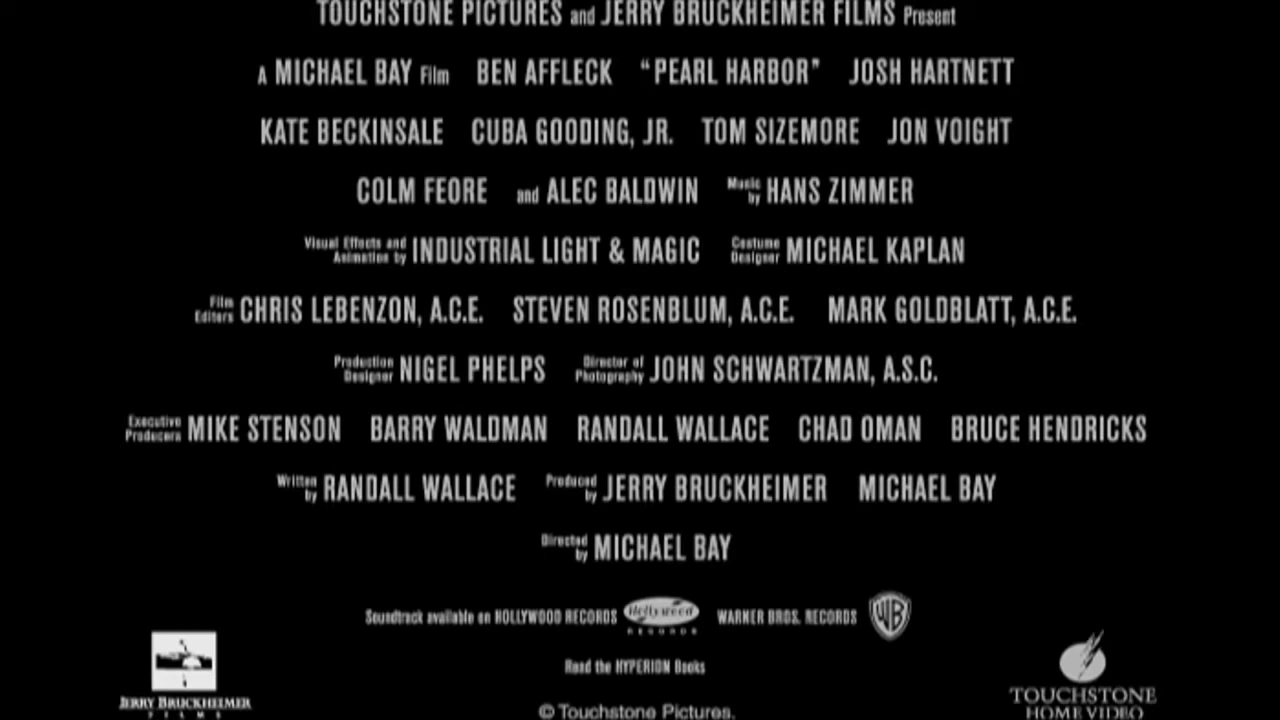 TOUCHSTONE PICTURES and JERRY BRUCKHEIMER FILMS Present
A MICHAEL BAY Film BEN AFFLECK “PEARL HARBOR” JOSH HARTNETT
KATE BECKINSALE CUBA GOODING, JR. TOM SIZEMORE JON VOIGHT
COLM FEORE and ALEC BALDWIN Music by HANS ZIMMER
Visual Effects and Animation by INDUSTRIAL LIGHT & MAGIC Costume Designer MICHAEL KAPLAN
Film Editors CHRIS LEBENZON, A.C.E. STEVEN ROSENBLUM, A.C.E. MARK GOLDBLATT, A.C.E.
Production Designer NIGEL PHELPS Director of Photography JOHN SCHWARTZMAN, A.S.C.
Executive Producers MIKE STENSON BARRY WALDMAN RANDALL WALLACE CHAD OMAN BRUCE HENDRICKS
Written by RANDALL WALLACE Produced by JERRY BRUCKHEIMER MICHAEL BAY
Directed by MICHAEL BAY
Soundtrack available on HOLLYWOOD RECORDS Hollywood RECORDS WARNER BROS. RECORDS WB
Read the HYPERION Books
JERRY BRUCKHEIMER FILMS
© Touchstone Pictures.
TOUCHSTONE HOME VIDEO